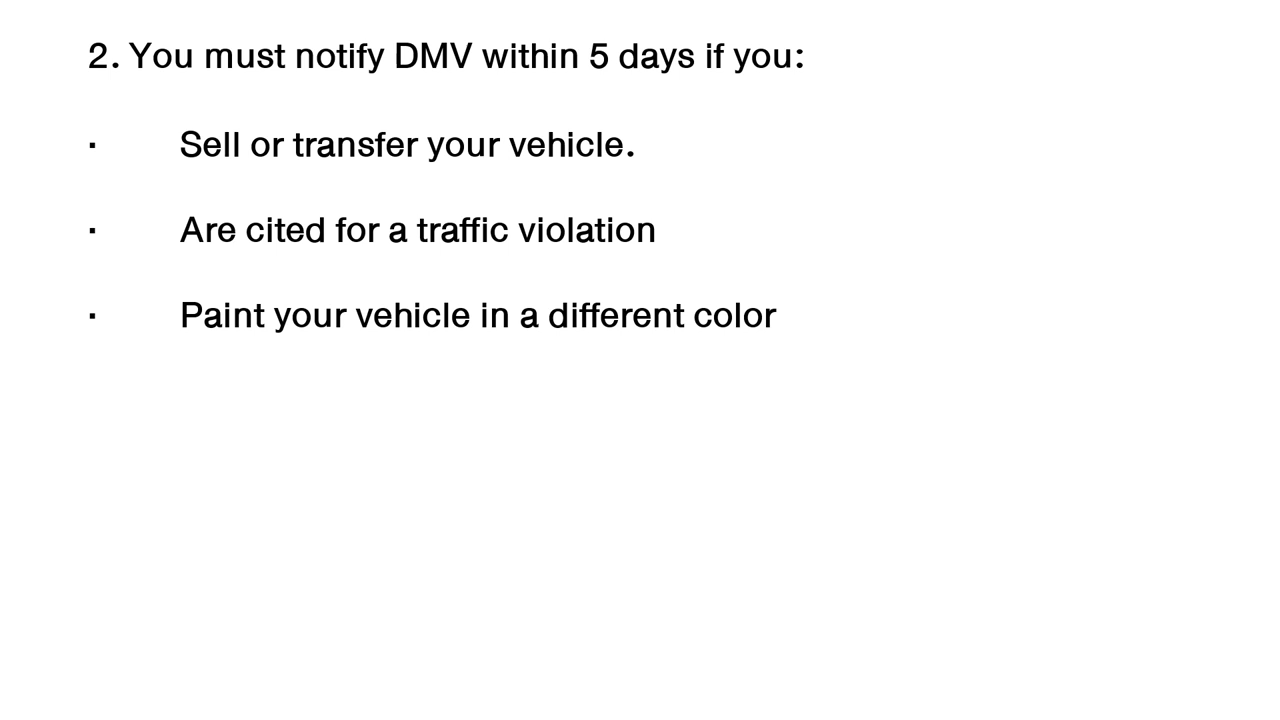 2. You must notify DMV within 5 days if you:
· Sell or transfer your vehicle.
· Are cited for a traffic violation
· Paint your vehicle in a different color